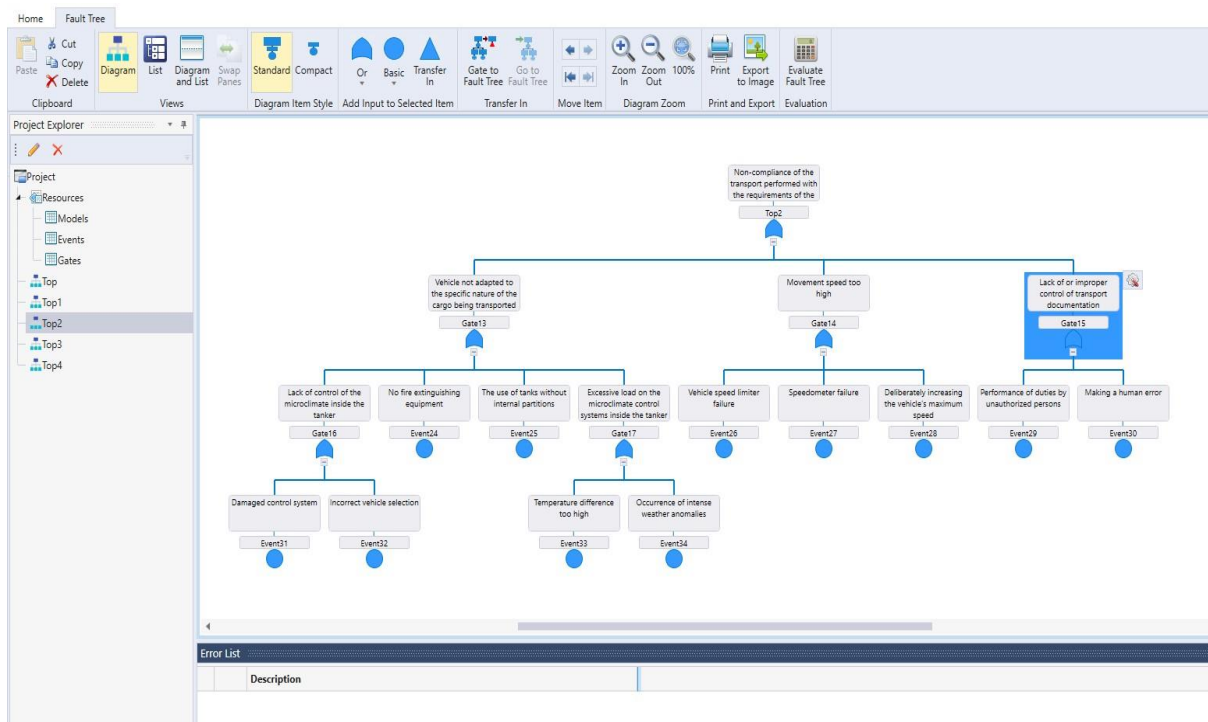 Home Fault Tree
Paste
Cut
Copy
Delete
Diagram
List
Diagram
and List
Swap
Panes
Standard
Compact
Or
Basic
Transfer
In
Gate to
Fault Tree
Go to
Fault Tree
Zoom
In
Zoom
Out
100%
Print
Export
to Image
Evaluate
Fault Tree
Clipboard
Views
Diagram Item Style
Add Input to Selected Item
Transfer In
Move Item
Diagram Zoom
Print and Export
Evaluation
Project Explorer
Project
Resources
Models
Events
Gates
Top
Top1
Top2
Top3
Top4
Non-compliance of the
transport performed with
the requirements of the
Top2
Vehicle not adapted to
the specific nature of the
cargo being transported
Gate13
Movement speed too
high
Gate14
Lack of or improper
control of transport
documentation
Gate15
Lack of control of the
microclimate inside the
tanker
Gate16
No fire extinguishing
equipment
Event24
The use of tanks without
internal partitions
Event25
Excessive load on the
microclimate control
systems inside the tanker
Gate17
Vehicle speed limiter
failure
Event26
Speedometer failure
Event27
Deliberately increasing
the vehicle's maximum
speed
Event28
Performance of duties by
unauthorized persons
Event29
Making a human error
Event30
Damaged control system
Event31
Incorrect vehicle selection
Event32
Temperature difference
too high
Event33
Occurrence of intense
weather anomalies
Event34
Error List
Description